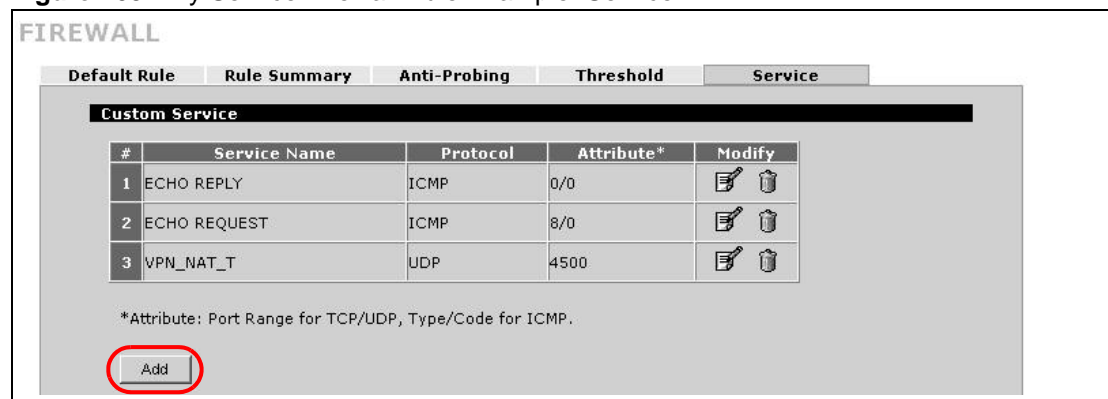 FIREWALL
Default Rule Rule Summary Anti-Probing Threshold Service
Custom Service
# Service Name Protocol Attribute* Modify
1 ECHO REPLY ICMP 0/0
2 ECHO REQUEST ICMP 8/0
3 VPN_NAT_T UDP 4500
*Attribute: Port Range for TCP/UDP, Type/Code for ICMP.
Add